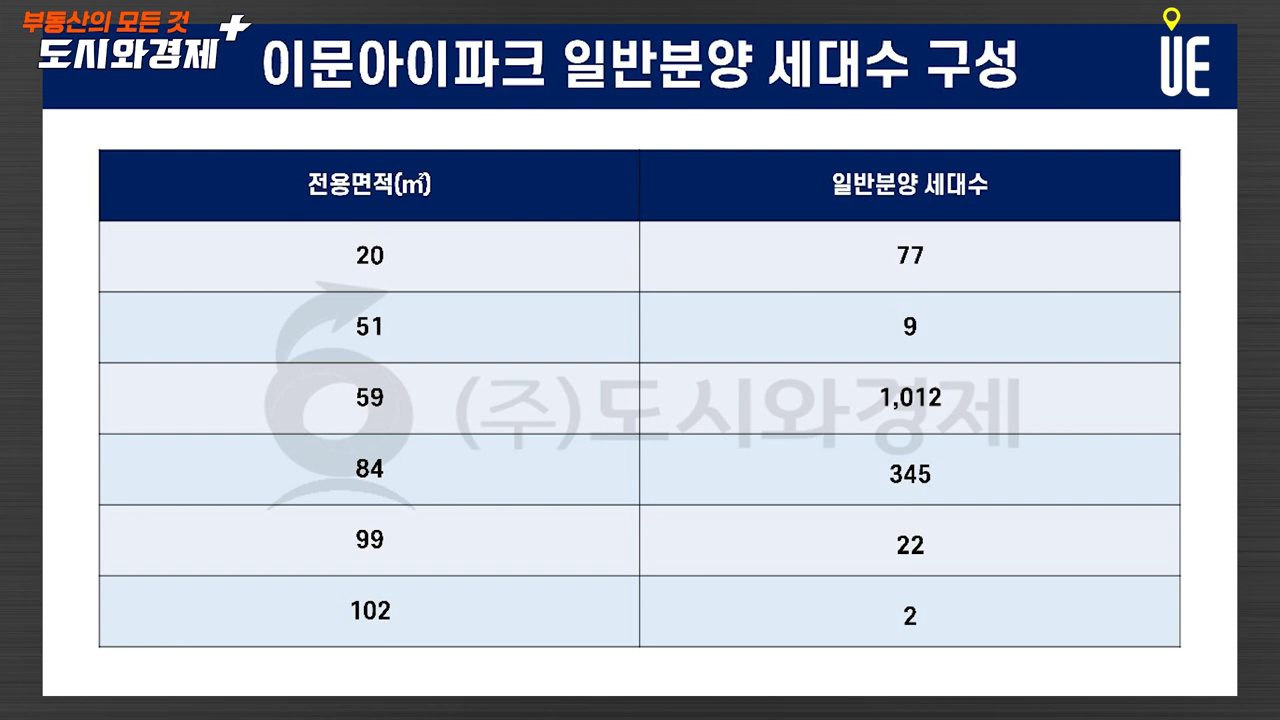 부동산의 모든 것
도시와경제+
이문아이파크 일반분양 세대수 구성
UE
전용면적(㎡) 일반분양 세대수
20 77
51 9
59 1,012
84 345
99 22
102 2
(주)도시와경제